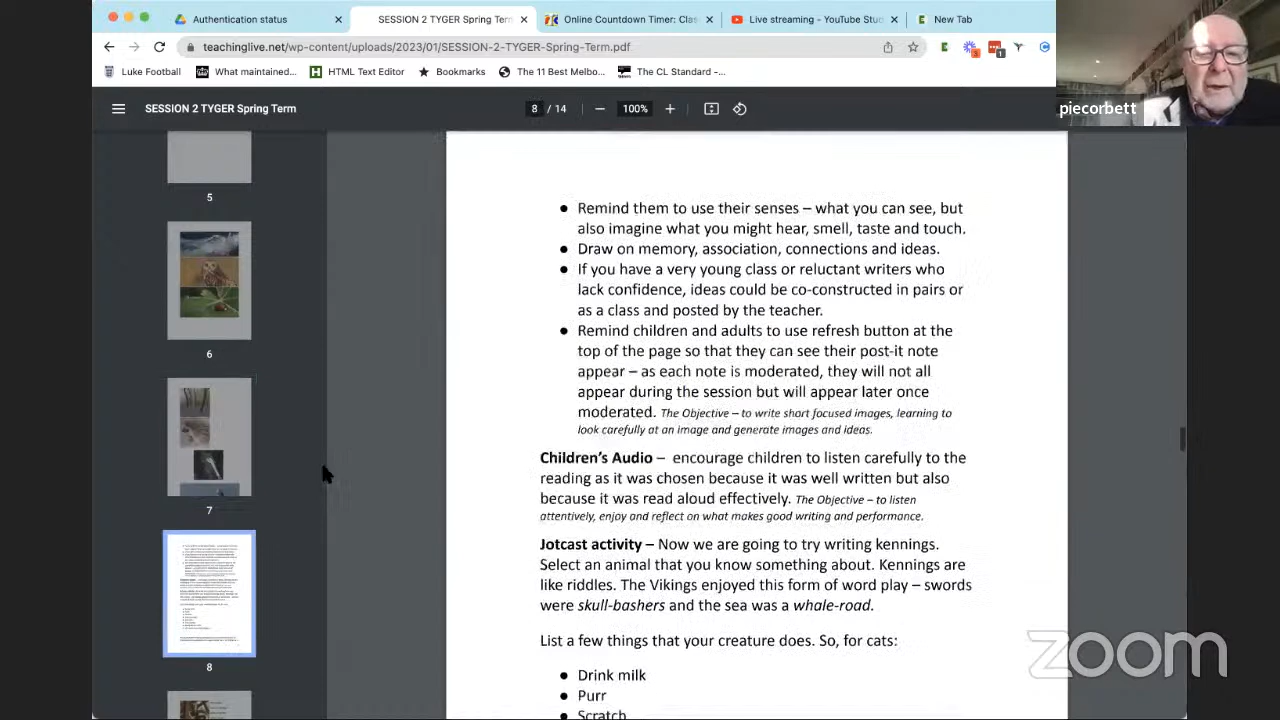 Authentication status
SESSION 2 TYGER Spring Term
Online Countdown Timer: Clas
Live streaming - YouTube Stud
New Tab
teachinglive.net/wp-content/uploads/2023/01/SESSION-2-TYGER-Spring-Term.pdf
Luke Football
What maintained...
HTML Text Editor
Bookmarks
The 11 Best Melbo...
The CL Standard -...
SESSION 2 TYGER Spring Term
8 / 14
100%
piecorbett
5
6
7
8
● Remind them to use their senses – what you can see, but
also imagine what you might hear, smell, taste and touch.
● Draw on memory, association, connections and ideas.
● If you have a very young class or reluctant writers who
lack confidence, ideas could be co-constructed in pairs or
as a class and posted by the teacher.
● Remind children and adults to use refresh button at the
top of the page so that they can see their post-it note
appear – as each note is moderated, they will not all
appear during the session but will appear later once
moderated. The Objective – to write short focused images, learning to
look carefully at an image and generate images and ideas.
Children's Audio – encourage children to listen carefully to the
reading as it was chosen because it was well written but also
because it was read aloud effectively. The Objective – to listen
attentively, enjoy and reflect on what makes good writing and performance.
Jotcast activity – Now we are going to try writing kennings.
Select an animal that you know something about. Kennings are
like riddles. The Vikings enjoyed this form of word play – swords
were skull-bashers and the sea was a whale-road.
List a few things that your creature does. So, for cats:
● Drink milk
● Purr
● Scratch
zoom